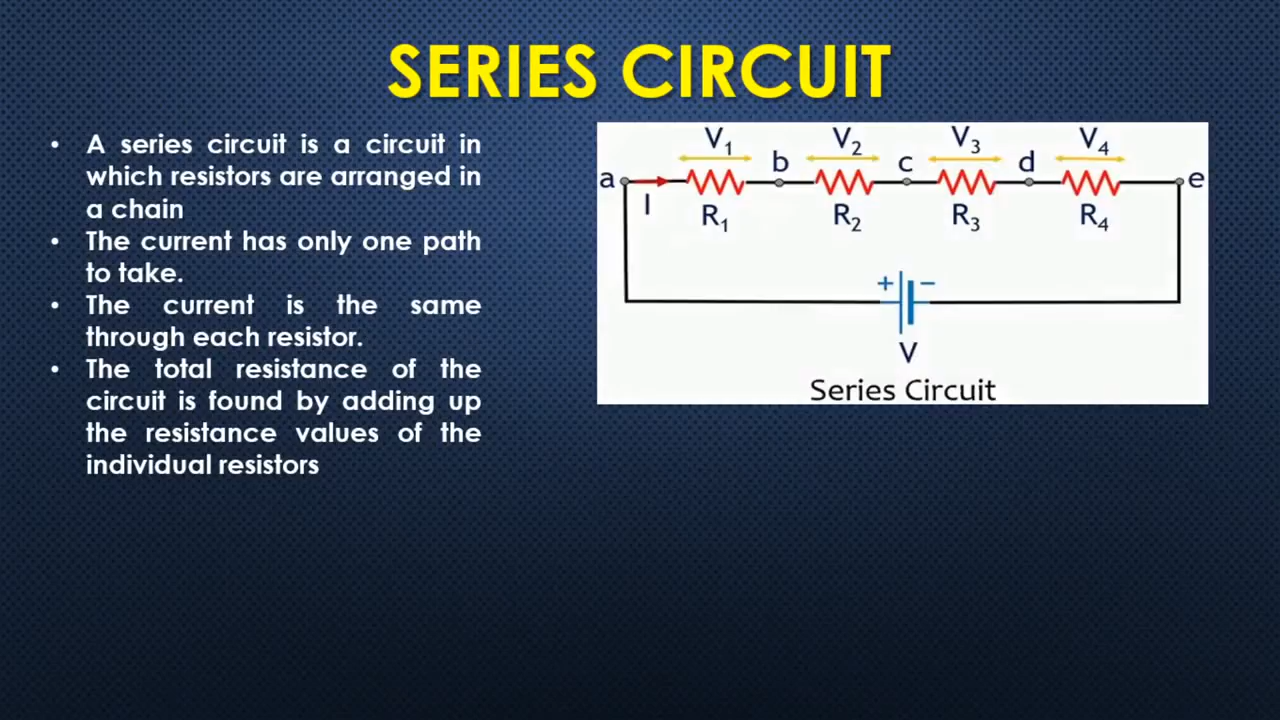 SERIES CIRCUIT
• A series circuit is a circuit in
which resistors are arranged in
a chain
• The current has only one path
to take.
• The current is the same
through each resistor.
• The total resistance of the
circuit is found by adding up
the resistance values of the
individual resistors
V₁ V₂ V₃ V₄
a b c d e
I R₁ R₂ R₃ R₄
+ −
V
Series Circuit